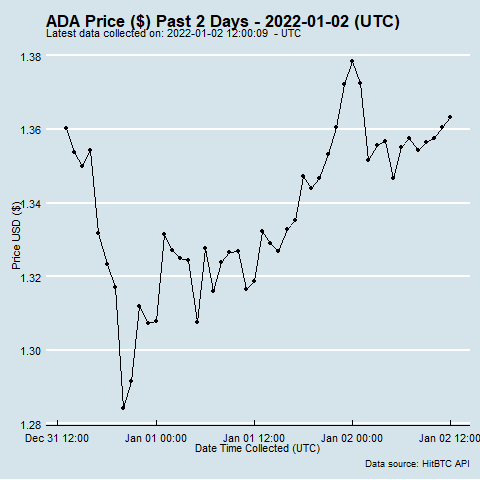 ADA Price ($) Past 2 Days - 2022-01-02 (UTC)
Latest data collected on: 2022-01-02 12:00:09 - UTC
1.38
1.36
1.34
1.32
1.30
1.28
Price USD ($)
Dec 31 12:00 Jan 01 00:00 Jan 01 12:00 Jan 02 00:00 Jan 02 12:00
Date Time Collected (UTC)
Data source: HitBTC API